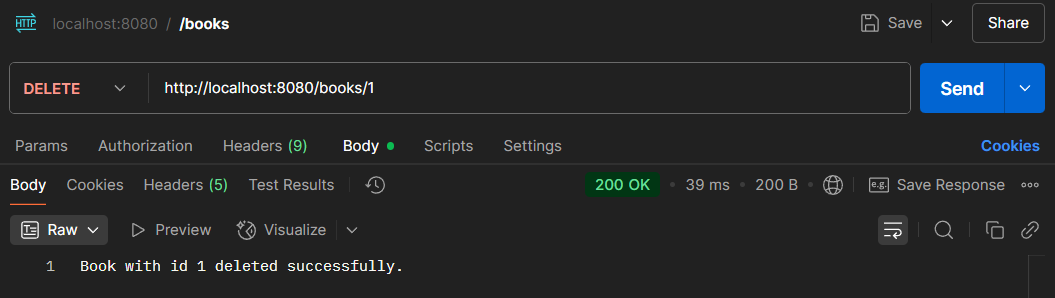 HTTP localhost:8080 / /books Save Share
DELETE http://localhost:8080/books/1 Send
Params Authorization Headers (9) Body Scripts Settings Cookies
Body Cookies Headers (5) Test Results 200 OK • 39 ms • 200 B • e.g. Save Response
Raw Preview Visualize
1 Book with id 1 deleted successfully.